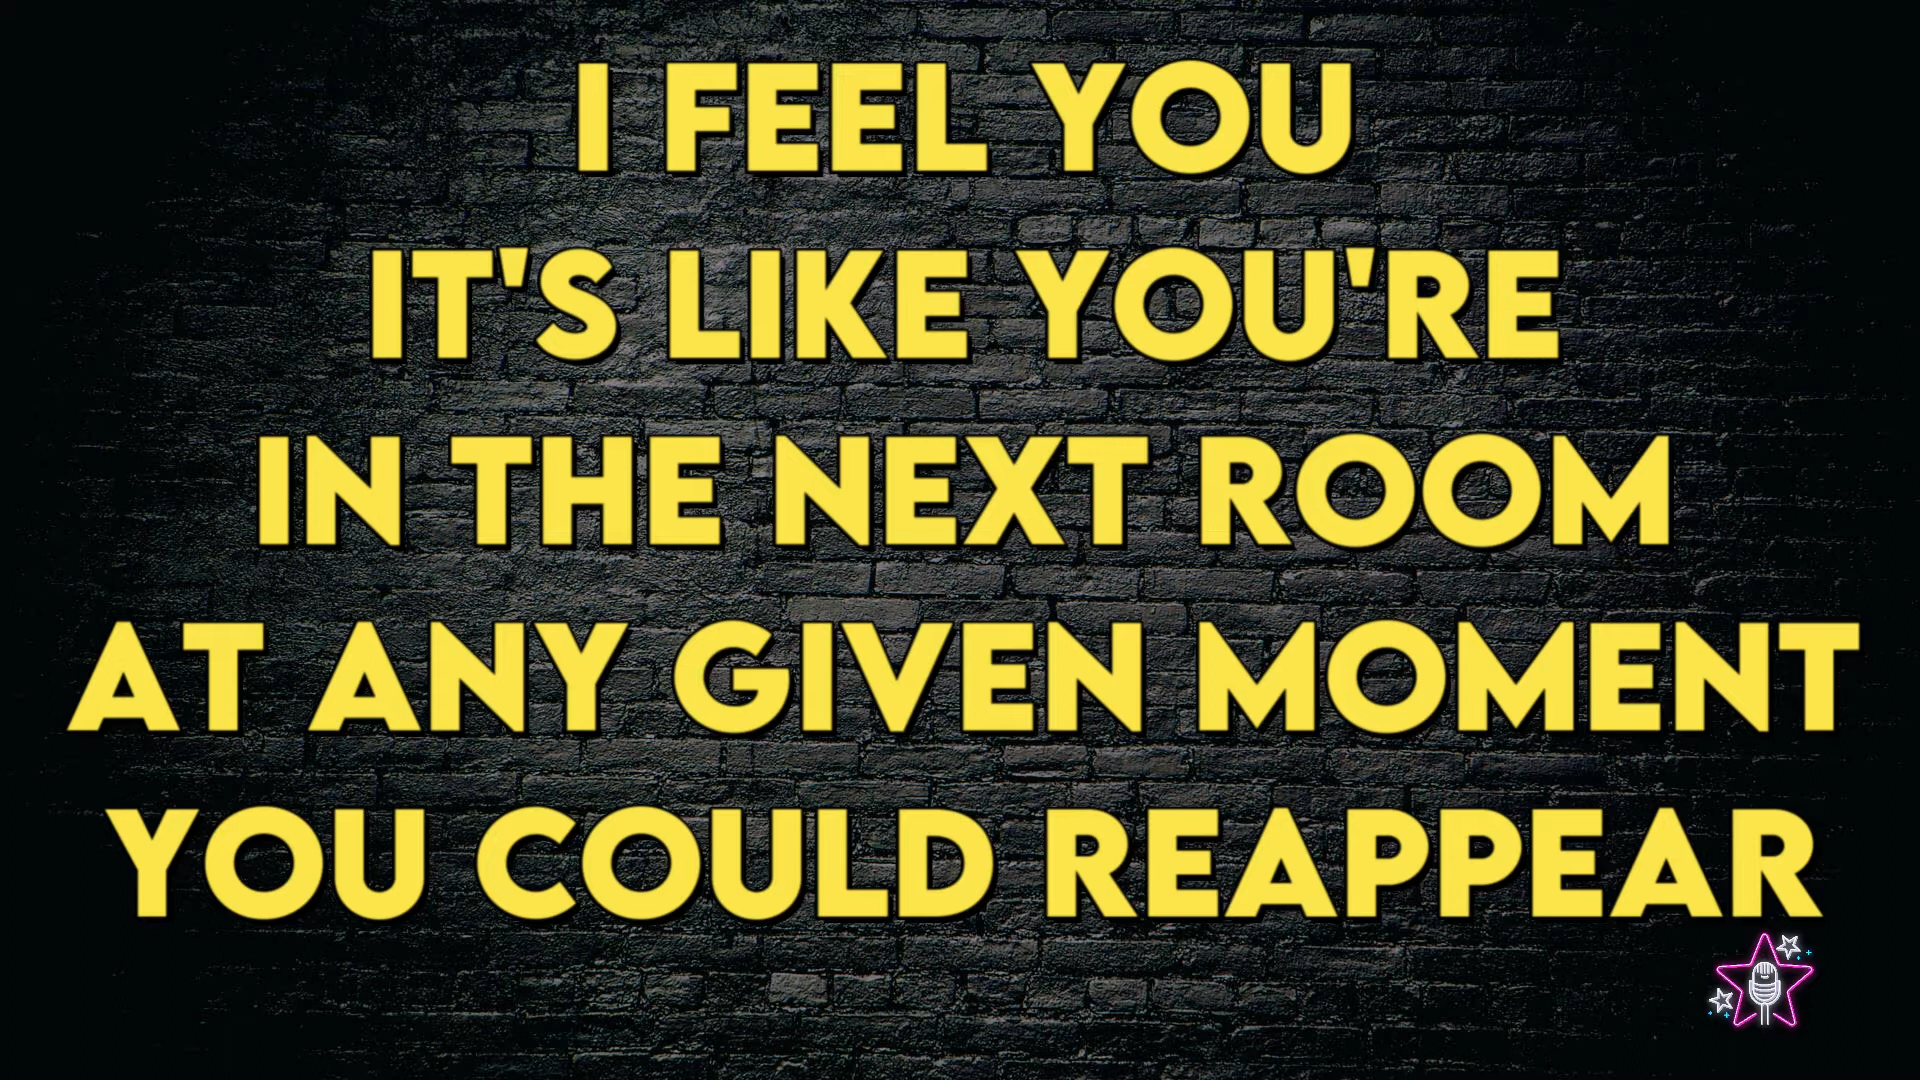 I FEEL YOU
IT'S LIKE YOU'RE
IN THE NEXT ROOM
AT ANY GIVEN MOMENT
YOU COULD REAPPEAR